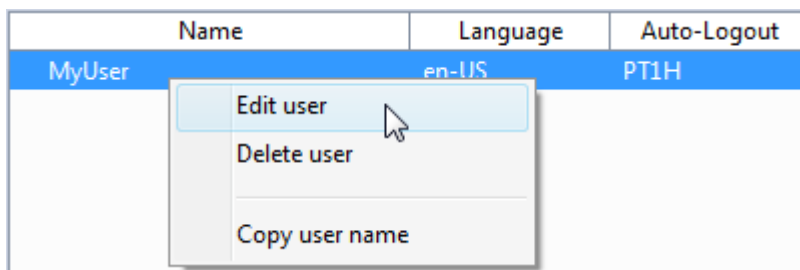 Name Language Auto-Logout
MyUser en-US PT1H
Edit user
Delete user
Copy user name